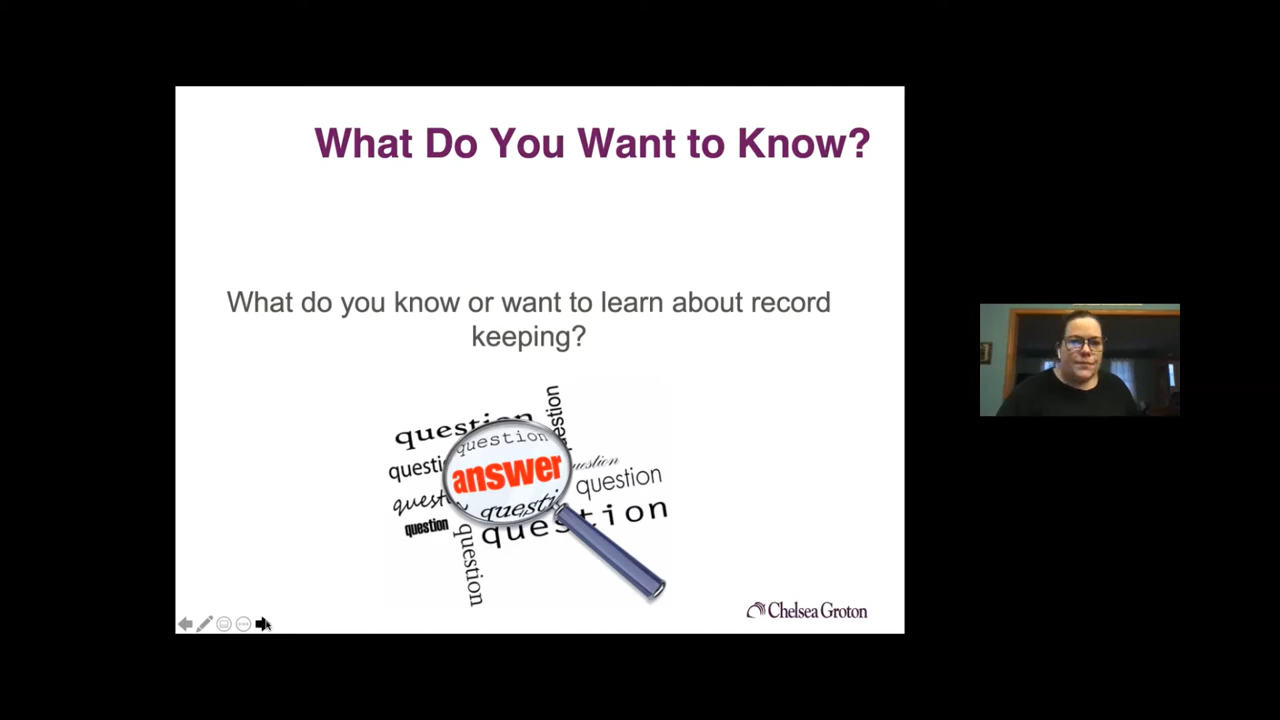 What Do You Want to Know?
What do you know or want to learn about record
keeping?
question
question
question
question
answer
question
question
question
question
question
question
Chelsea Groton